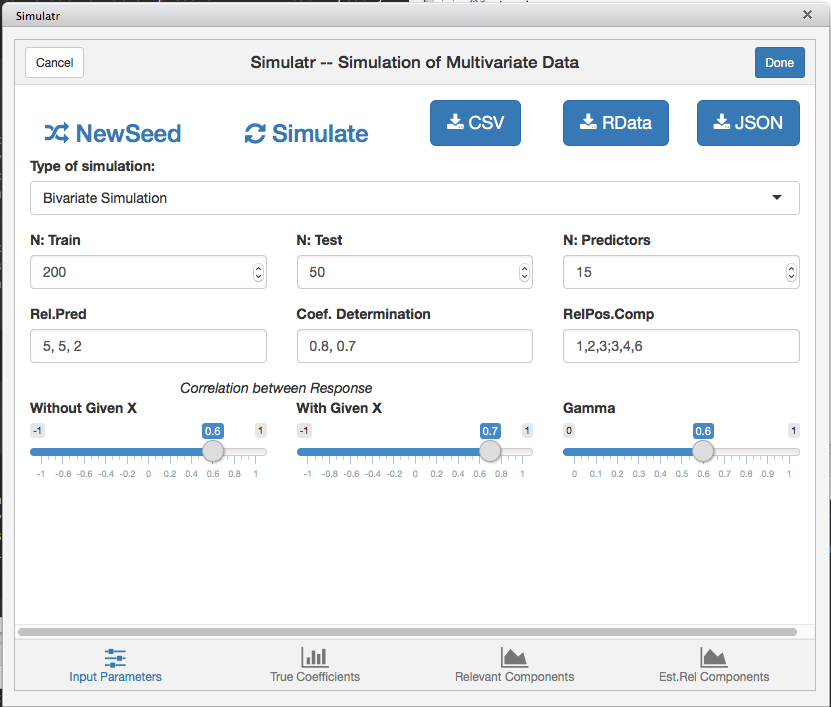 Simulatr
Cancel
Simulatr -- Simulation of Multivariate Data
Done
NewSeed
Simulate
CSV
RData
JSON
Type of simulation:
Bivariate Simulation
N: Train
N: Test
N: Predictors
200
50
15
Rel.Pred
Coef. Determination
RelPos.Comp
5, 5, 2
0.8, 0.7
1,2,3;3,4,6
Correlation between Response
Without Given X
With Given X
Gamma
-1 0.6 1
-1 0.7 1
0 0.6 1
-1 -0.8 -0.6 -0.4 -0.2 0 0.2 0.4 0.6 0.8 1
-1 -0.8 -0.6 -0.4 -0.2 0 0.2 0.4 0.6 0.8 1
0 0.1 0.2 0.3 0.4 0.5 0.6 0.7 0.8 0.9 1
Input Parameters
True Coefficients
Relevant Components
Est.Rel Components